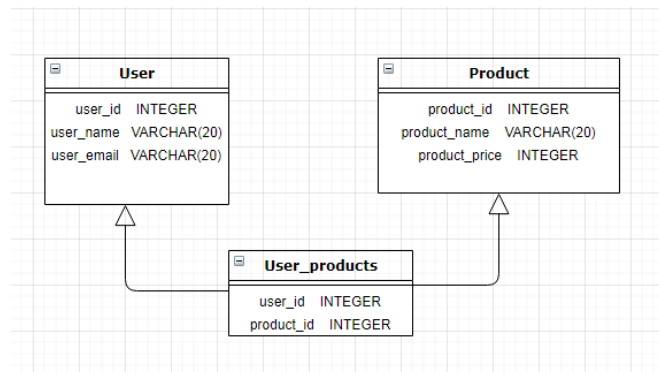 User
user_id INTEGER
user_name VARCHAR(20)
user_email VARCHAR(20)
Product
product_id INTEGER
product_name VARCHAR(20)
product_price INTEGER
User_products
user_id INTEGER
product_id INTEGER